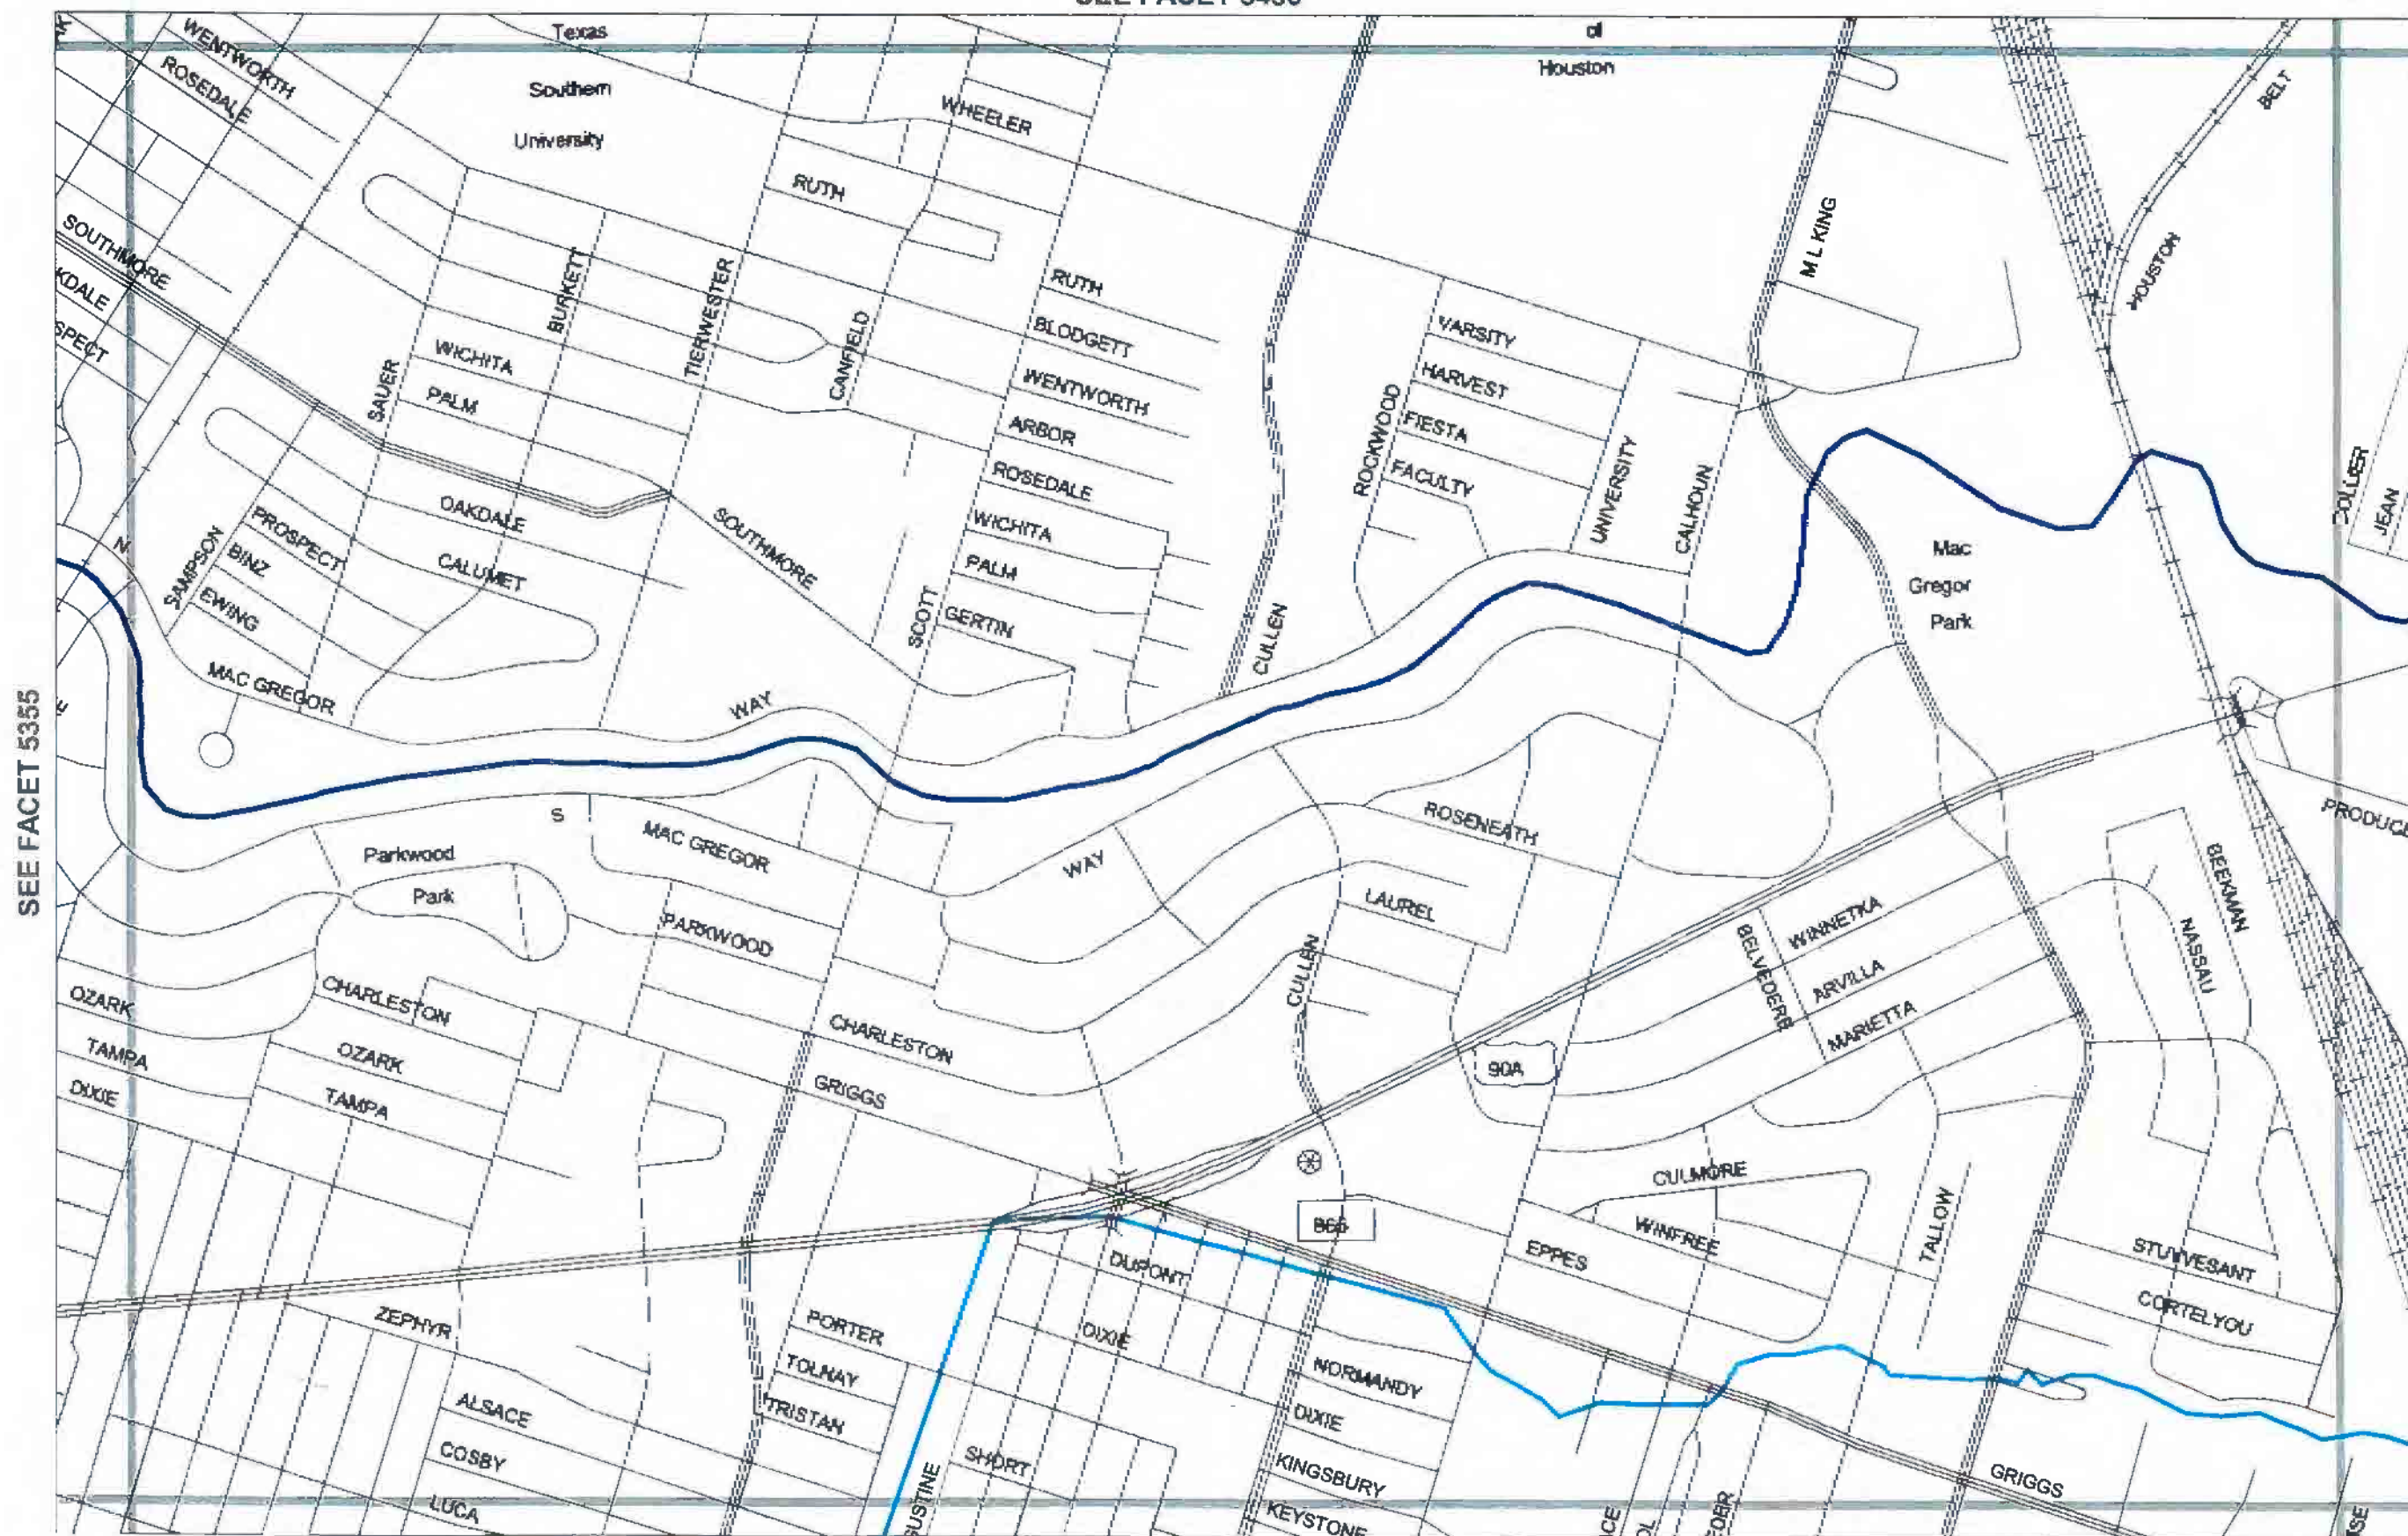 Texas
of
WENTWORTH
Southern
Houston
ROSEDALE
BELT
WHEELER
University
RUTH
M L KING
SOUTHMORE
HOUSTON
KDALE
BURKETT
TIERWESTER
RUTH
SPECT
CANFIELD
BLODGETT
VARSITY
WICHITA
SAUER
WENTWORTH
HARVEST
PALM
ARBOR
ROCKWOOD
FIESTA
ROSEDALE
FACULTY
UNIVERSITY
CALHOUN
COLLIER
JEAN
OAKDALE
SOUTHMORE
WICHITA
N
PROSPECT
SAMPSON
BINZ
CALUMET
PALM
Mac
Gregor
Park
EWING
SCOTT
GERTIN
CULLEN
MAC GREGOR
WAY
SEE FACET 5355
S
MAC GREGOR
ROSENEATH
PRODUCE
Parkwood
WAY
Park
LAUREL
BEEKMAN
PARKWOOD
WINNETKA
BELVEDERE
NASSAU
CULLEN
ARVILLA
OZARK
CHARLESTON
MARIETTA
CHARLESTON
TAMPA
OZARK
90A
DIXIE
TAMPA
GRIGGS
CULMORE
865
WINFREE
TALLOW
EPPES
DUPONT
STUYVESANT
ZEPHYR
PORTER
DIXIE
CORTELYOU
TOLNAY
NORMANDY
ALSACE
TRISTAN
DIXIE
COSBY
SHORT
KINGSBURY
GRIGGS
LUCA
USTINE
KEYSTONE